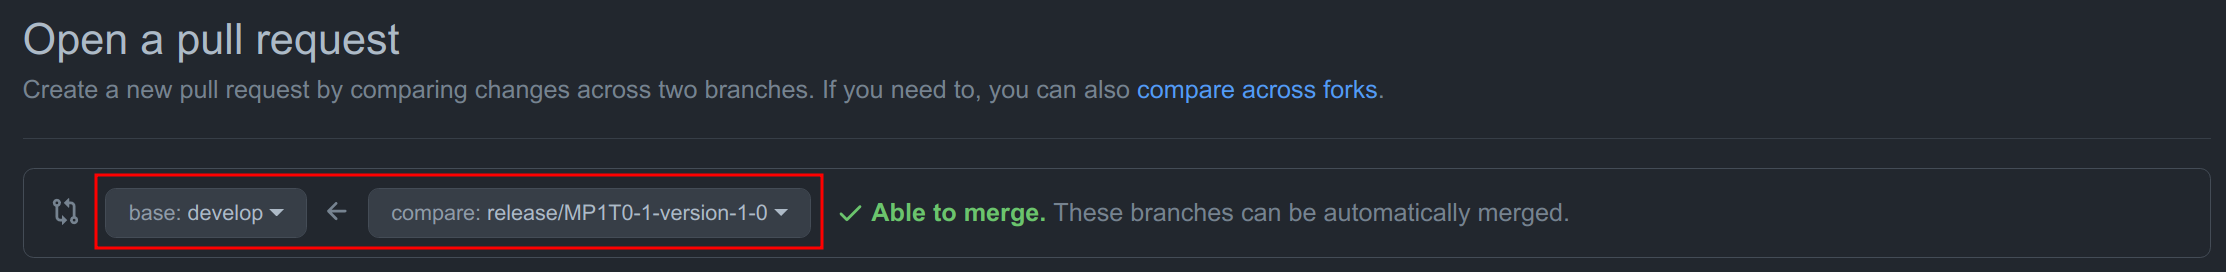 Open a pull request
Create a new pull request by comparing changes across two branches. If you need to, you can also compare across forks.
base: develop compare: release/MP1T0-1-version-1-0 Able to merge. These branches can be automatically merged.